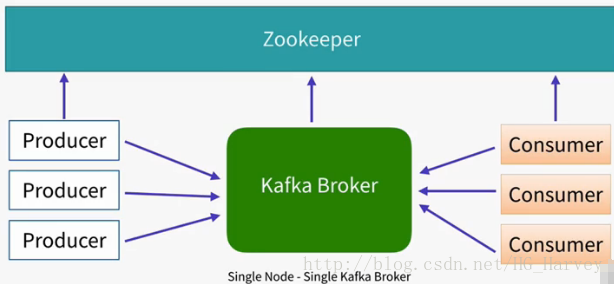 Zookeeper
Producer
Producer
Producer
Kafka Broker
Consumer
Consumer
Consumer
http://blog.csdn.net/HG_Harvey
Single Node - Single Kafka Broker